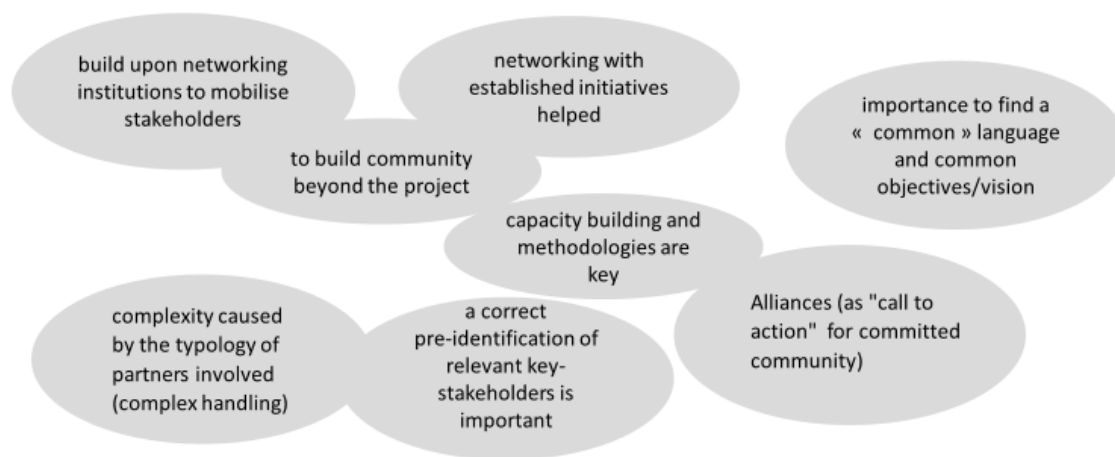 build upon networking
institutions to mobilise
stakeholders
networking with
established initiatives
helped
importance to find a
« common » language
and common
objectives/vision
to build community
beyond the project
capacity building and
methodologies are
key
complexity caused
by the typology of
partners involved
(complex handling)
a correct
pre-identification of
relevant key-
stakeholders is
important
Alliances (as "call to
action" for committed
community)